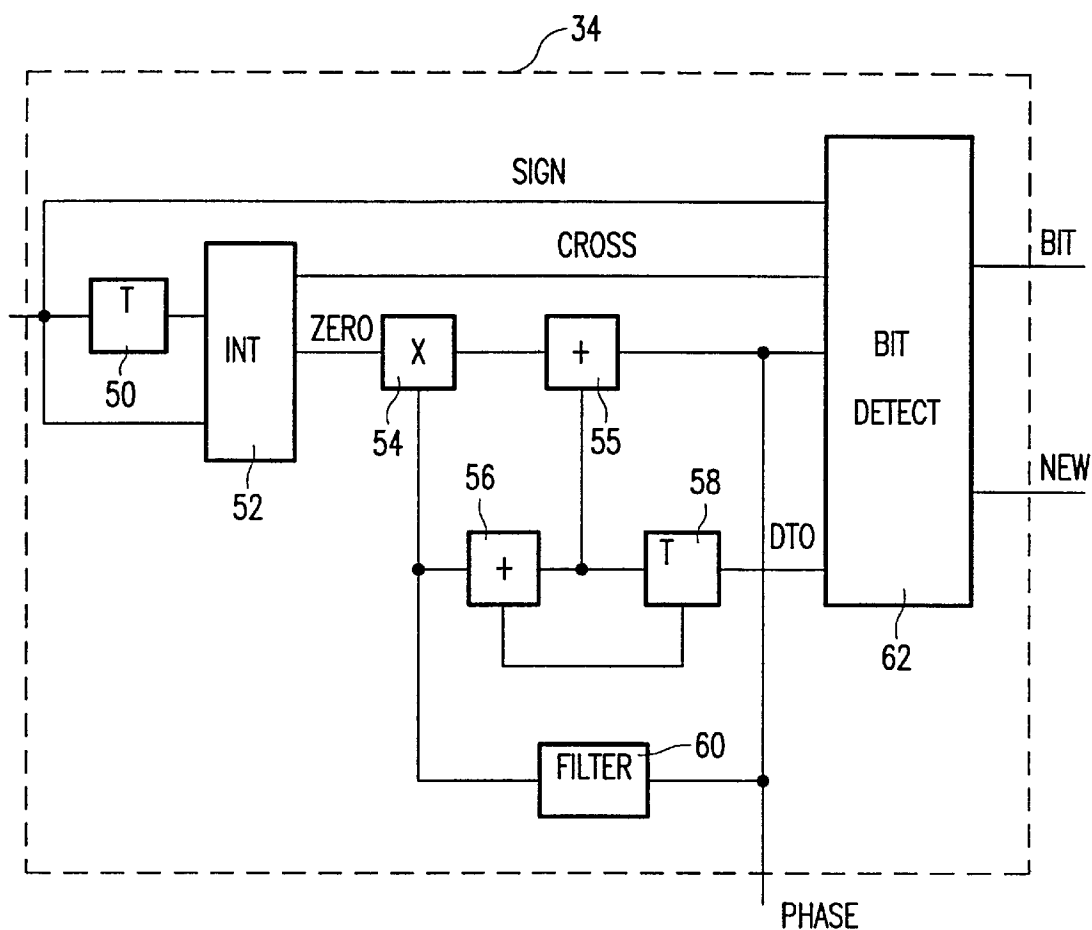 34
SIGN
CROSS
BIT
T
INT
ZERO
X
+
BIT
DETECT
50
54
55
52
56
58
NEW
+
T
DTO
62
FILTER
60
PHASE